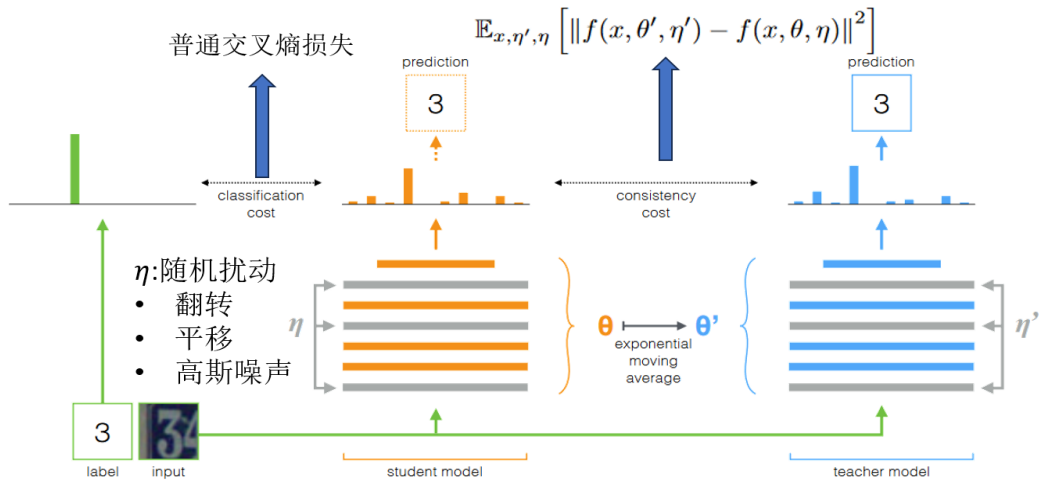 普通交叉熵损失
𝔼ₓ,η′,η [‖f(x, θ′, η′) − f(x, θ, η)‖²]
prediction
3
prediction
3
classification
cost
consistency
cost
η:随机扰动
• 翻转
• 平移
• 高斯噪声
η
θ
θ’
exponential
moving
average
η’
3
34
label
input
student model
teacher model